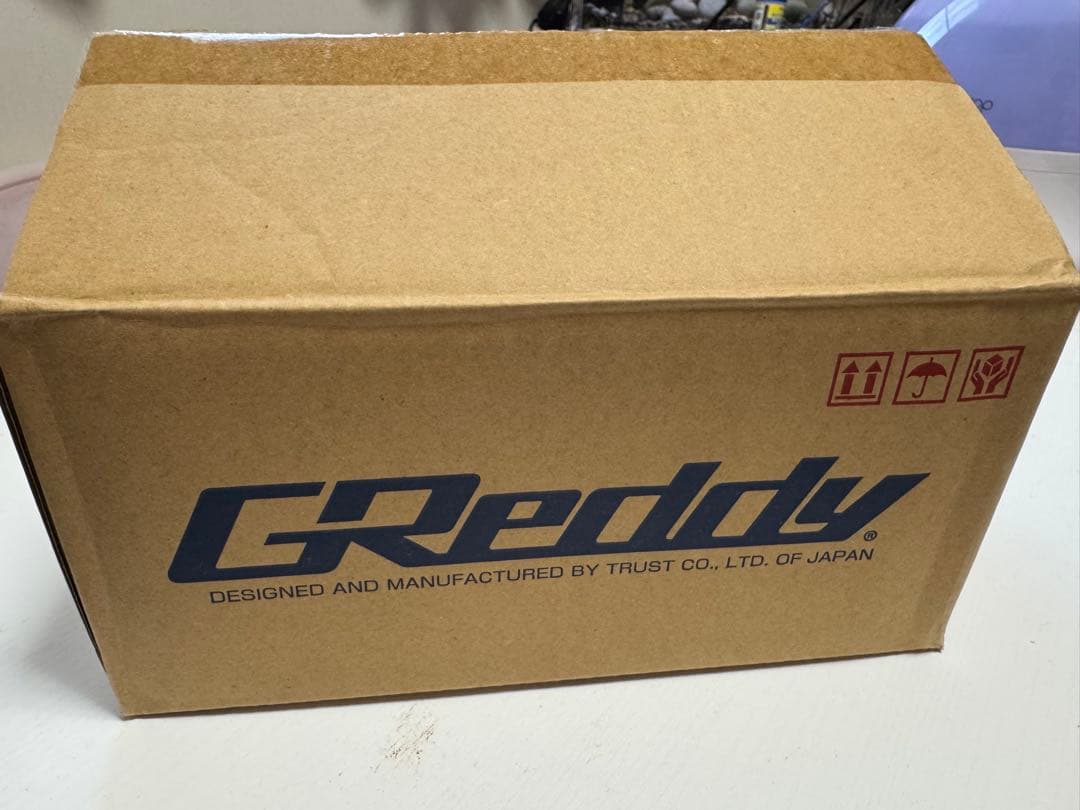 GReddy®
DESIGNED AND MANUFACTURED BY TRUST CO., LTD. OF JAPAN